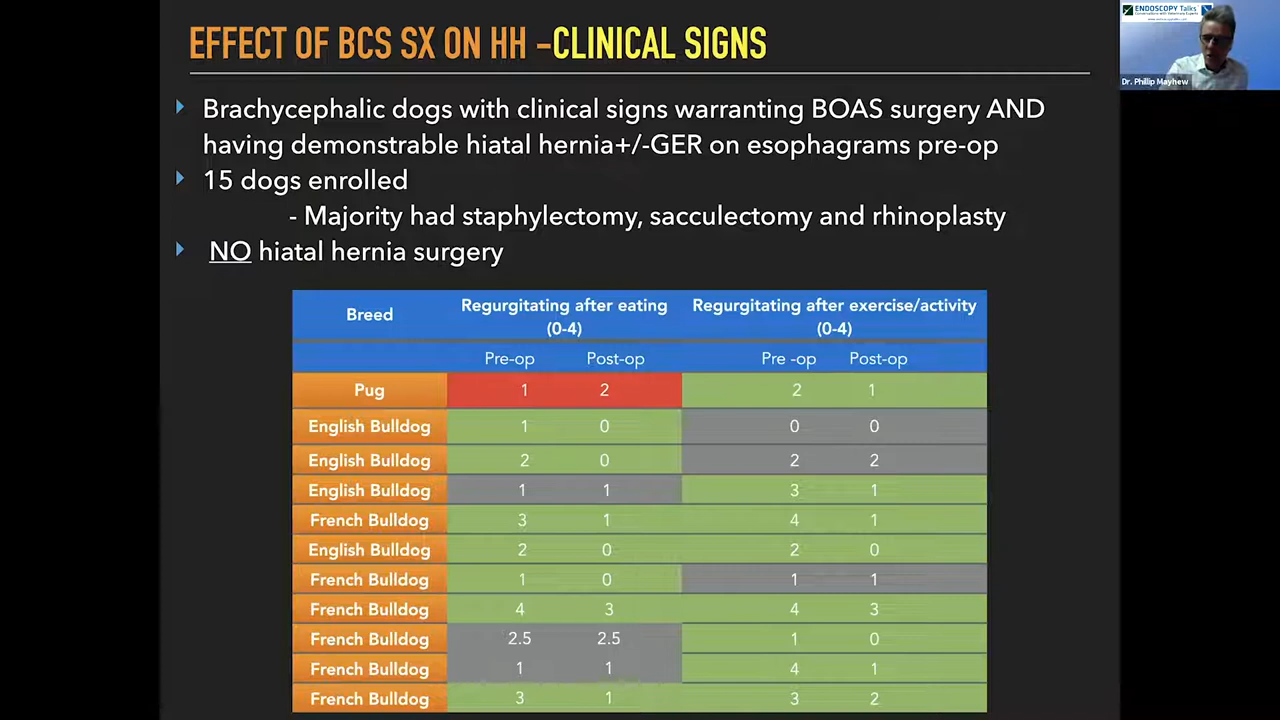 EFFECT OF BCS SX ON HH –CLINICAL SIGNS
ENDOSCOPY Talks
Dr. Phillip Mayhew
Brachycephalic dogs with clinical signs warranting BOAS surgery AND
having demonstrable hiatal hernia+/-GER on esophagrams pre-op
15 dogs enrolled
- Majority had staphylectomy, sacculectomy and rhinoplasty
NO hiatal hernia surgery
Breed Regurgitating after eating Regurgitating after exercise/activity
(0-4) (0-4)
Pre-op Post-op Pre -op Post-op
Pug 1 2 2 1
English Bulldog 1 0 0 0
English Bulldog 2 0 2 2
English Bulldog 1 1 3 1
French Bulldog 3 1 4 1
English Bulldog 2 0 2 0
French Bulldog 1 0 1 1
French Bulldog 4 3 4 3
French Bulldog 2.5 2.5 1 0
French Bulldog 1 1 4 1
French Bulldog 3 1 3 2